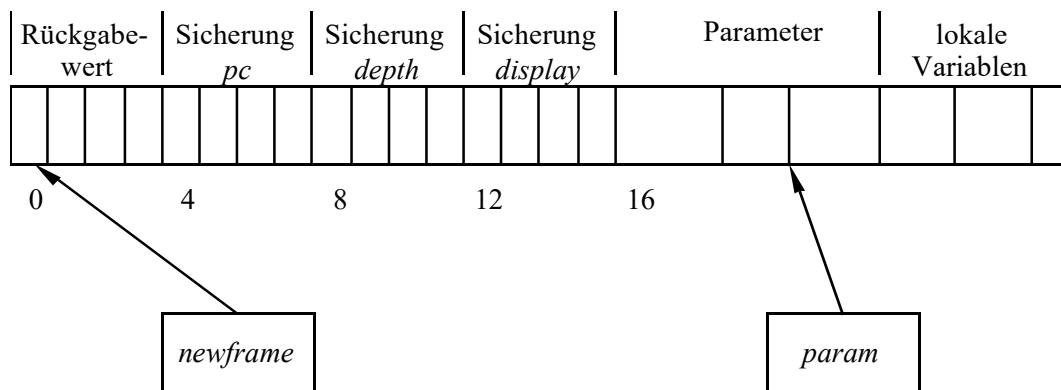 Rückgabe-
wert
Sicherung
pc
Sicherung
depth
Sicherung
display
Parameter
lokale
Variablen
0
4
8
12
16
newframe
param